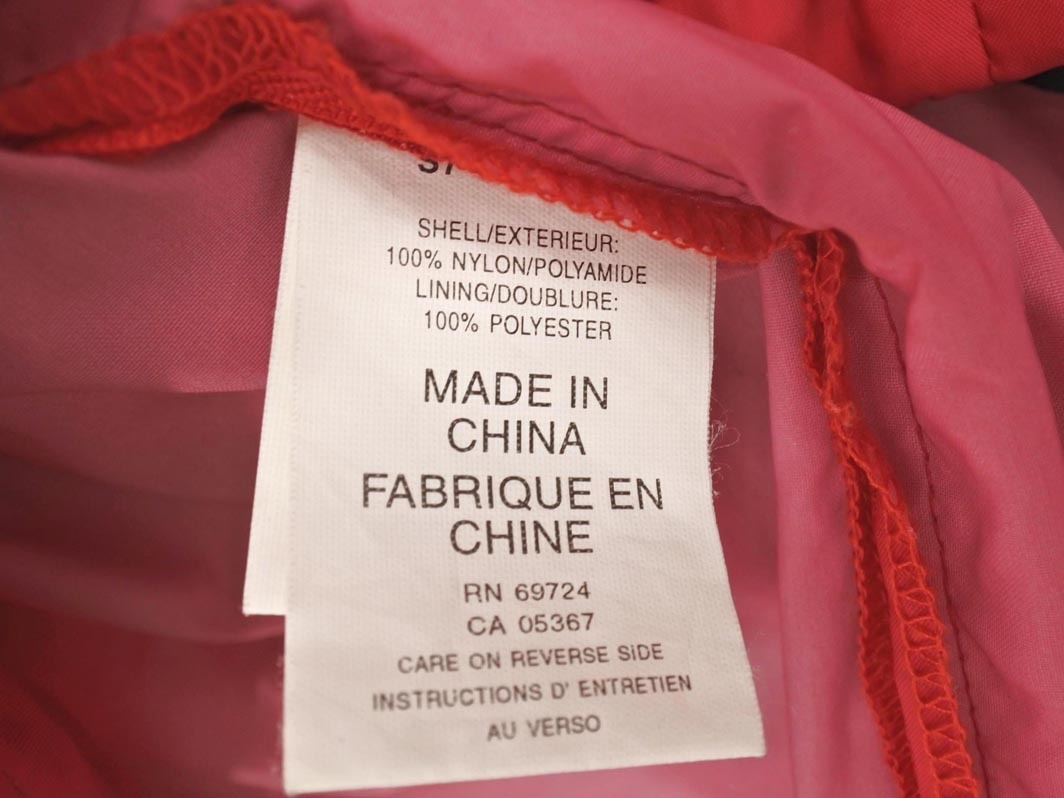 SHELL/EXTERIEUR:
100% NYLON/POLYAMIDE
LINING/DOUBLURE:
100% POLYESTER
MADE IN
CHINA
FABRIQUE EN
CHINE
RN 69724
CA 05367
CARE ON REVERSE SIDE
INSTRUCTIONS D' ENTRETIEN
AU VERSO